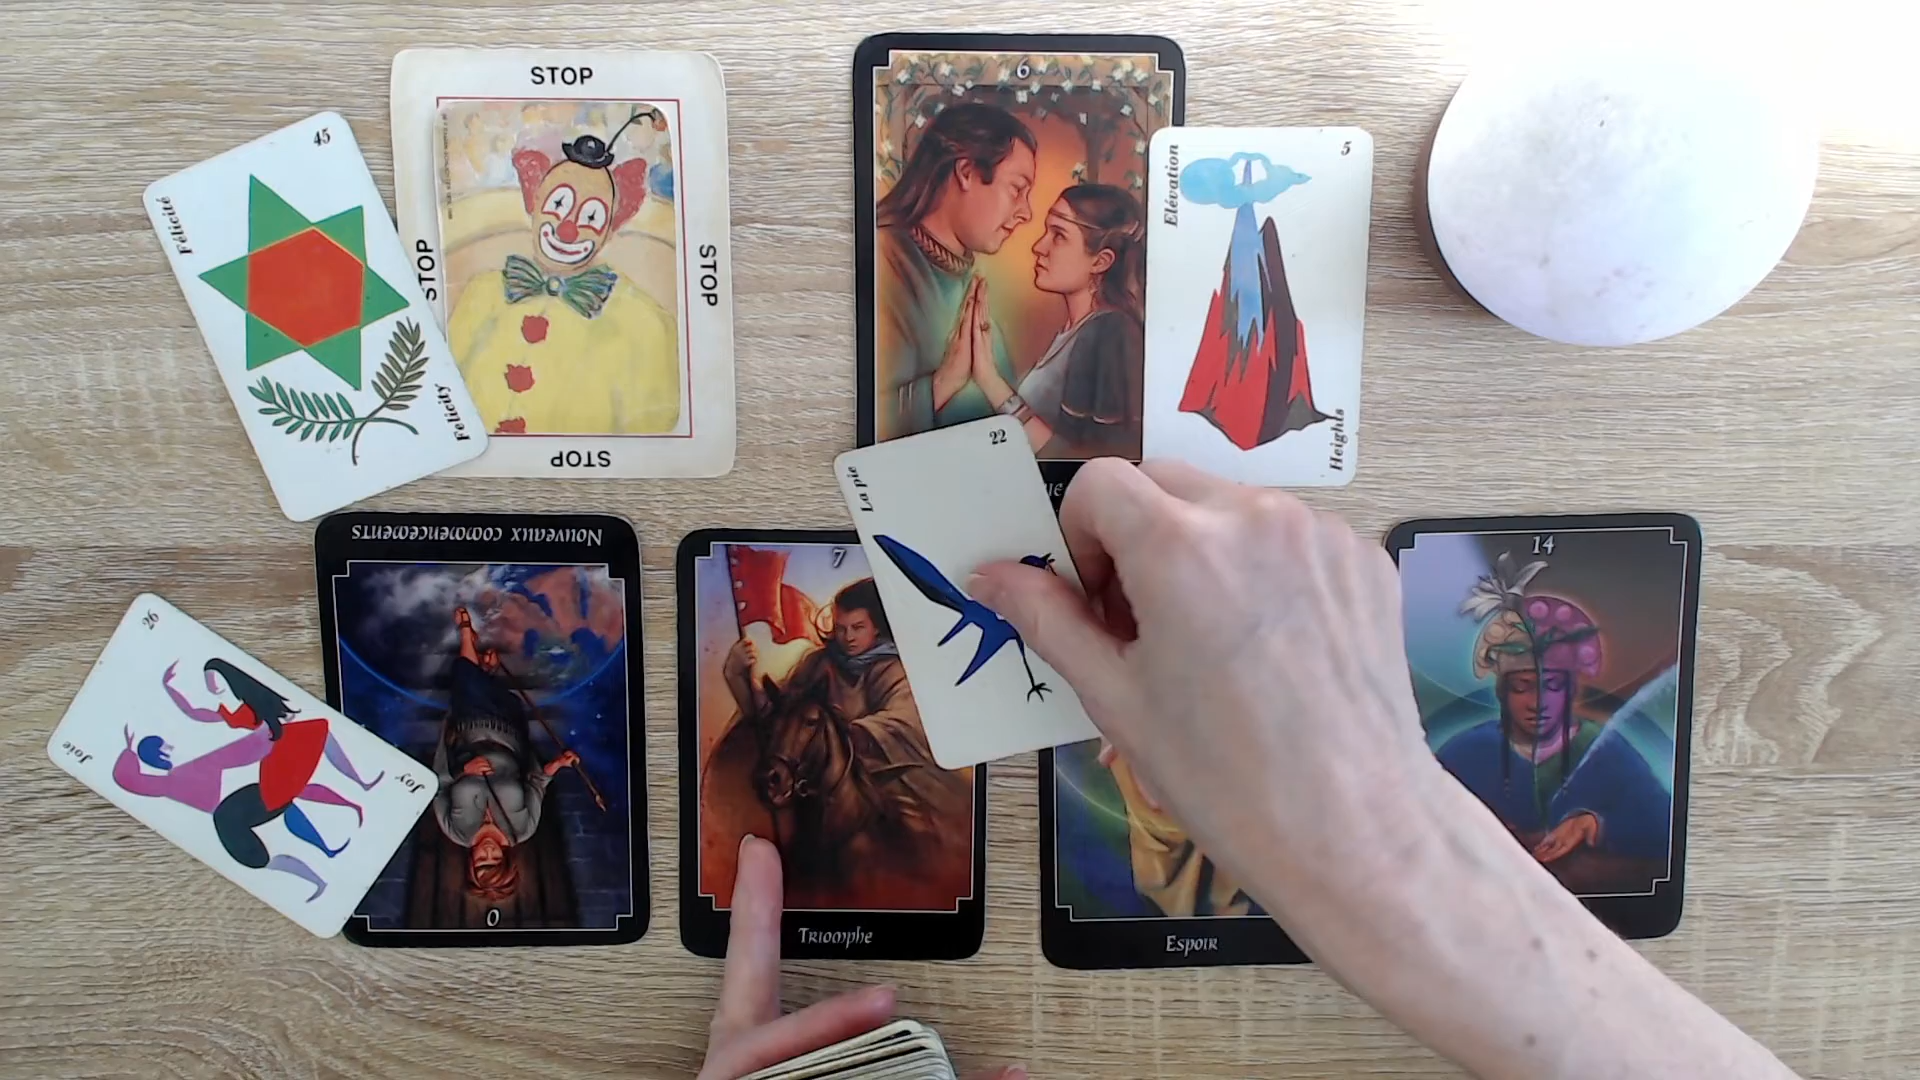 STOP
STOP
STOP
STOP
45
Félicité
Felicity
6
5
Elévation
Heights
22
La pie
Nouveaux commencements
0
26
Joie
Joy
7
Triomphe
Espoir
14